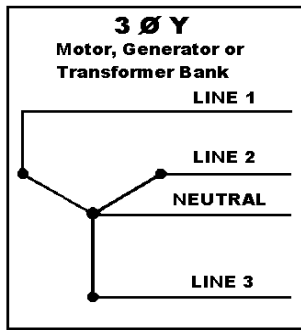 3 Ø Y
Motor, Generator or
Transformer Bank
LINE 1
LINE 2
NEUTRAL
LINE 3